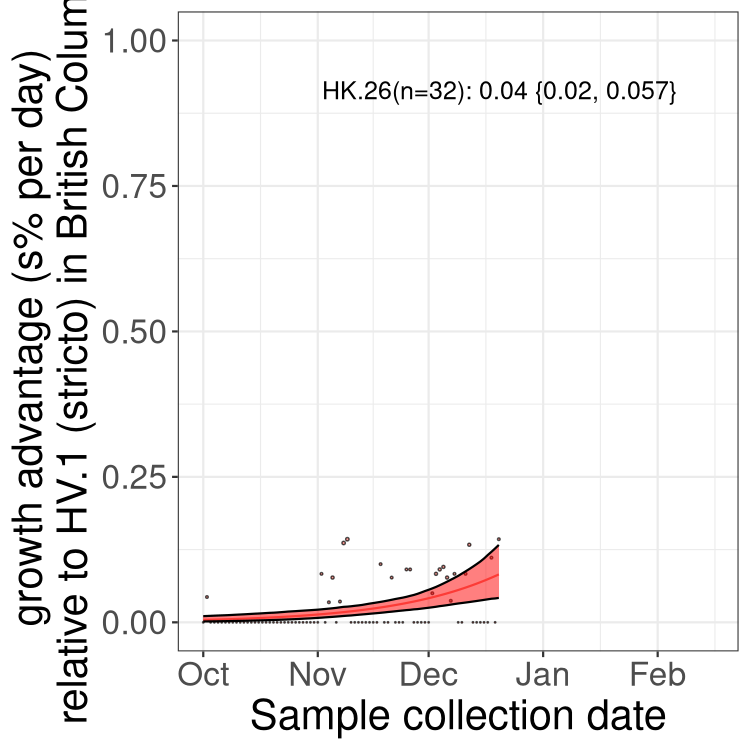 growth advantage (s% per day)
relative to HV.1 (stricto) in British Colum
1.00
0.75
0.50
0.25
0.00
HK.26(n=32): 0.04 {0.02, 0.057}
Oct Nov Dec Jan Feb
Sample collection date